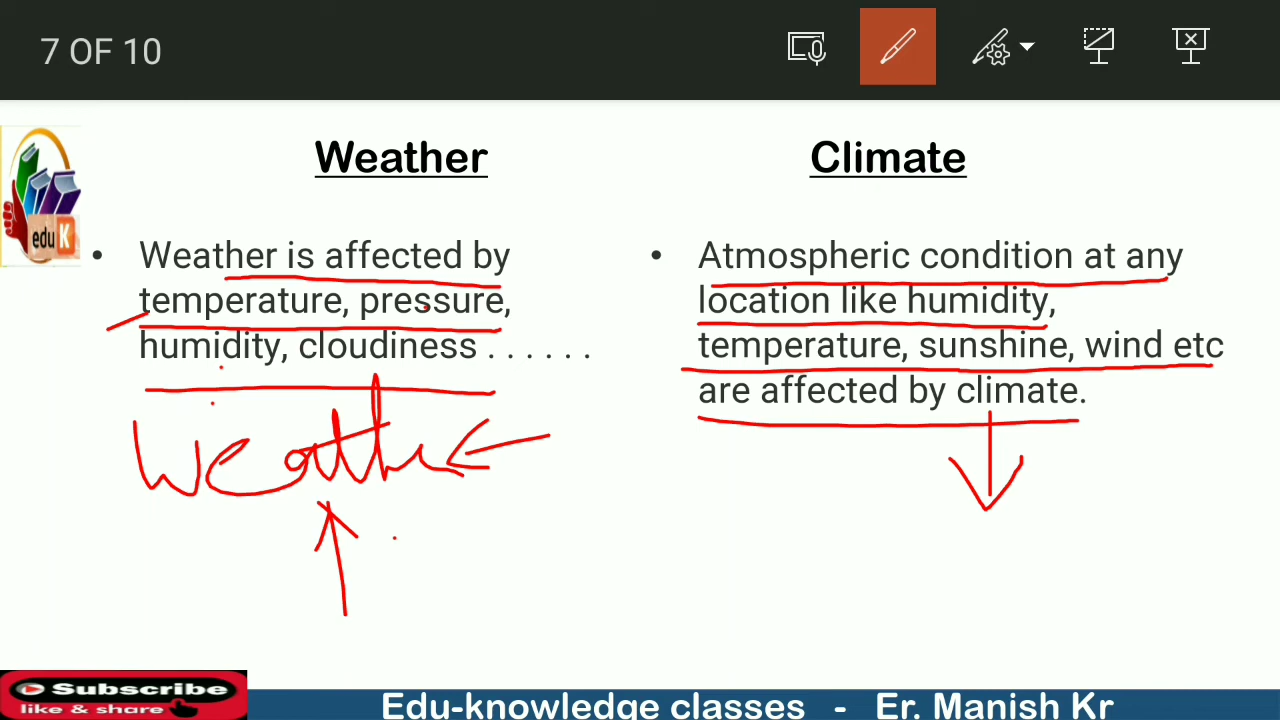 7 OF 10
Weather
Climate
edu K
• Weather is affected by
temperature, pressure,
humidity, cloudiness . . . . . .
Weather
• Atmospheric condition at any
location like humidity,
temperature, sunshine, wind etc
are affected by climate.
Subscribe
like & share
Edu-knowledge classes - Er. Manish Kr